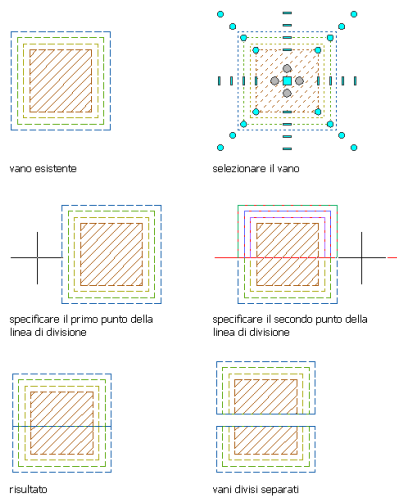 vano esistente
selezionare il vano
specificare il primo punto della
linea di divisione
specificare il secondo punto della
linea di divisione
risultato
vani divisi separati